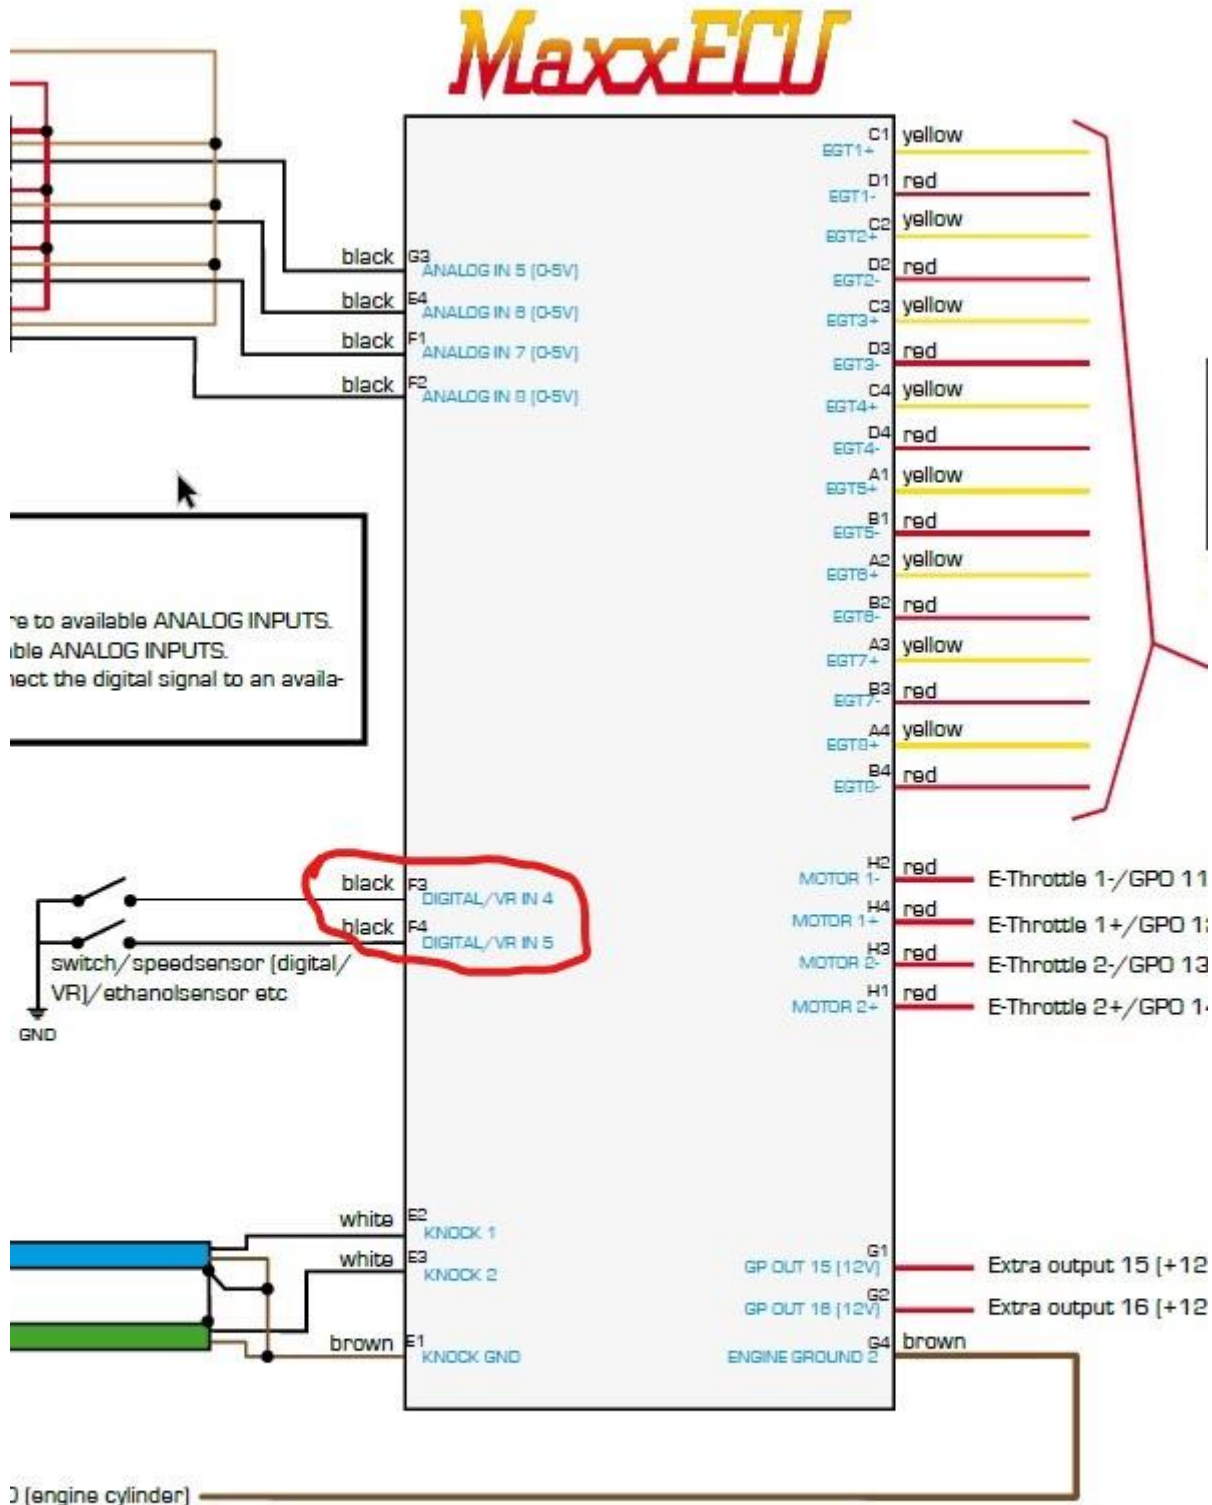 MaxxECU
C1 yellow
EGT1+
D1 red
EGT1-
C2 yellow
EGT2+
D2 red
EGT2-
C3 yellow
EGT3+
D3 red
EGT3-
C4 yellow
EGT4+
D4 red
EGT4-
A1 yellow
EGT5+
B1 red
EGT5-
A2 yellow
EGT6+
B2 red
EGT6-
A3 yellow
EGT7+
B3 red
EGT7-
A4 yellow
EGT8+
B4 red
EGT8-
black G3
ANALOG IN 5 (0-5V)
black E4
ANALOG IN 6 (0-5V)
black F1
ANALOG IN 7 (0-5V)
black F2
ANALOG IN 8 (0-5V)
re to available ANALOG INPUTS.
ble ANALOG INPUTS.
nect the digital signal to an availa-
black F3
DIGITAL/VR IN 4
black F4
DIGITAL/VR IN 5
switch/speedsensor (digital/
VR)/ethanolsensor etc
GND
H2 red
MOTOR 1- E-Throttle 1-/GPO 11
H4 red
MOTOR 1+ E-Throttle 1+/GPO
H3 red
MOTOR 2- E-Throttle 2-/GPO 13
H1 red
MOTOR 2+ E-Throttle 2+/GPO
white E2
KNOCK 1
white E3
KNOCK 2
brown E1
KNOCK GND
G1
GP OUT 15 (12V) Extra output 15 (+12
G2
GP OUT 16 (12V) Extra output 16 (+12
G4 brown
ENGINE GROUND 2
(engine cylinder)